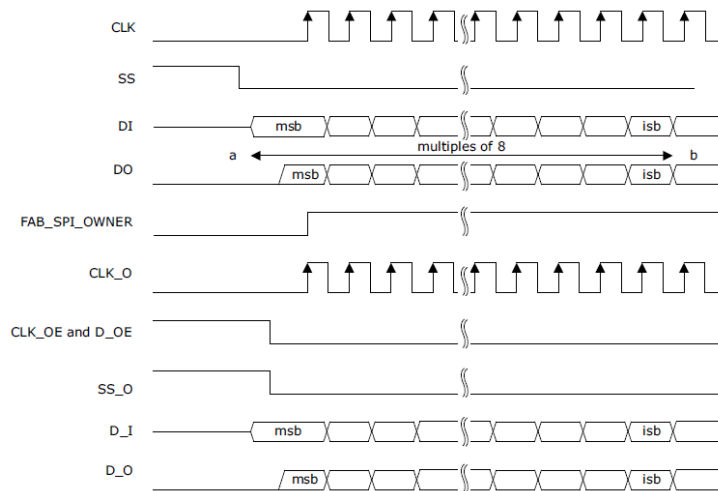 CLK
SS
DI msb isb
a multiples of 8 b
DO msb isb
FAB_SPI_OWNER
CLK_O
CLK_OE and D_OE
SS_O
D_I msb isb
D_O msb isb